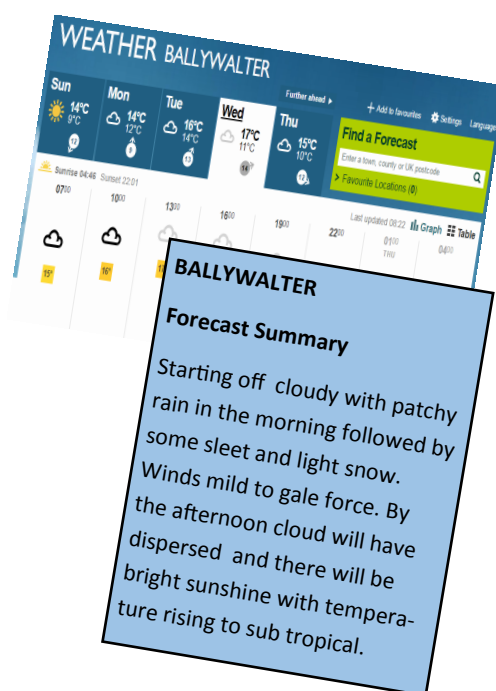 WEATHER BALLYWALTER
Further ahead
Add to favourites
Settings
Language
Sun
14°C
9°C
12
Mon
14°C
12°C
Tue
16°C
14°C
13
Wed
17°C
11°C
14
Thu
15°C
10°C
12
Find a Forecast
Enter a town, county or UK postcode
Favourite Locations (0)
Sunrise 04:46 Sunset 22:01
Last updated 08:22
Graph
Table
0700
1000
1300
1600
1900
2200
0100
THU
0400
15°
16°
BALLYWALTER
Forecast Summary
Starting off  cloudy with patchy
rain in the morning followed by
some sleet and light snow.
Winds mild to gale force. By
the afternoon cloud will have
dispersed  and there will be
bright sunshine with tempera-
ture rising to sub tropical.